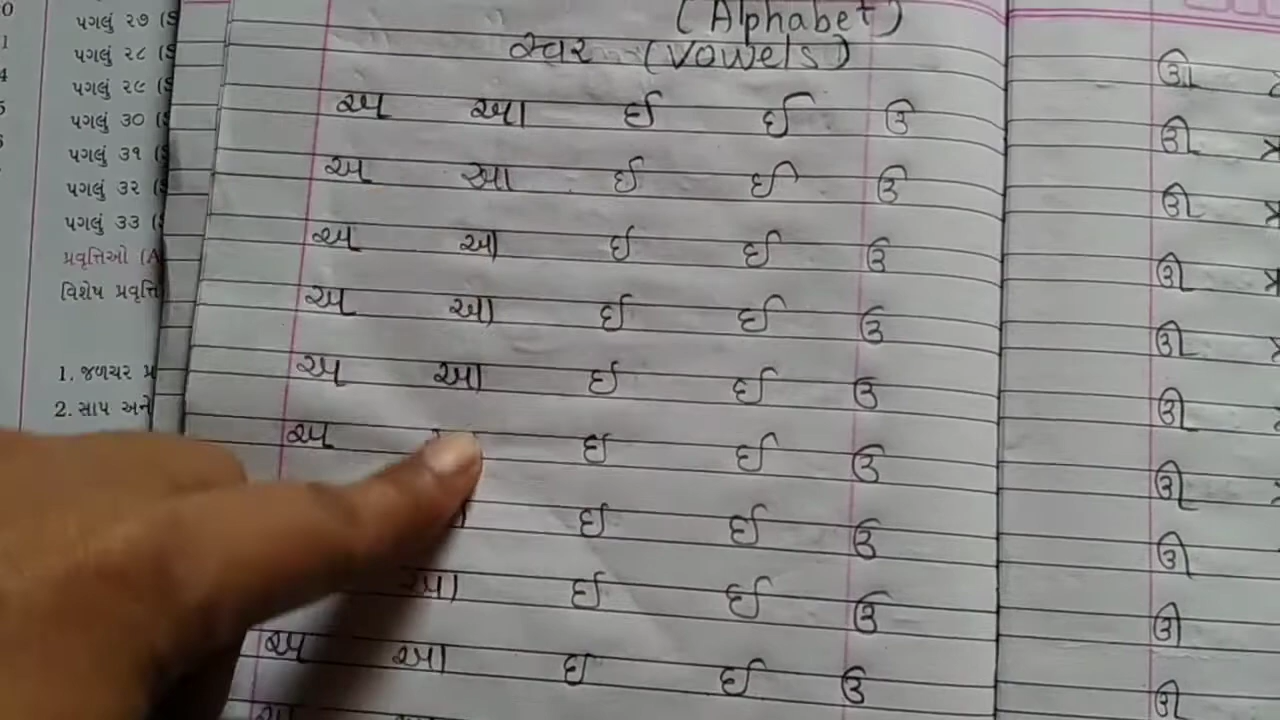 પગલું ૨૭ (S
પગલું ૨૮ (S
પગલું ૨૯ (S
પગલું ૩૦ (S
પગલું ૩૧ (S
પગલું ૩૨ (S
પગલું ૩૩ (S
પ્રવૃત્તિઓ (A
વિશેષ પ્રવૃત્તિ
1. જળચર પ્ર
2. સાપ અને
(Alphabet)
સ્વર (Vowels)
અ આ ઈ ઈ ઉ
અ આ ઈ ઈ ઉ
અ આ ઈ ઈ ઉ
અ આ ઈ ઈ ઉ
અ આ ઈ ઈ ઉ
અ ઇ ઈ ઉ
ઈ ઈ ઉ
આ ઈ ઈ ઉ
અ આ ઇ ઈ ઉ
ઊ
ઊ
ઊ
ઊ
ઊ
ઊ
ઊ
ઊ
ઊ
ઊ